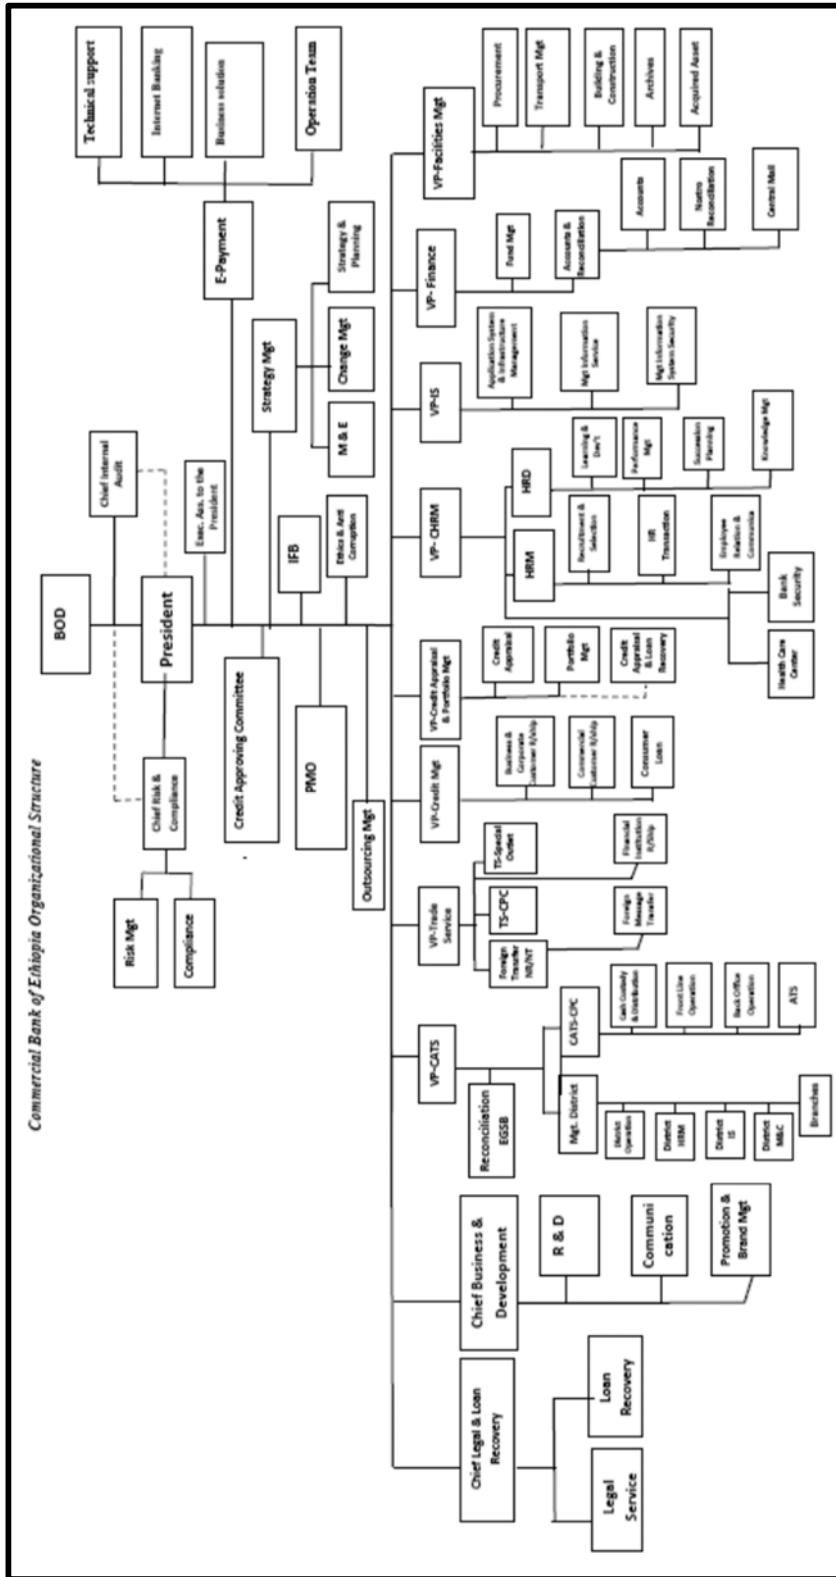 Commercial Bank of Ethiopia Organizational Structure
BOD
Chief Internal
Audit
President
Chief Risk &
Compliance
Risk Mgt
Compliance
Exec. Ass. to the
President
E-Payment
Technical support
Internet Banking
Business solution
Operation Team
Credit Approving Committee
Strategy Mgt
M & E
Change Mgt
Strategy &
Planning
PMO
IFB
Outsourcing Mgt
Ethics & Anti
Corruption
Chief Legal & Loan
Recovery
Legal
Service
Loan
Recovery
Chief Business &
Development
R & D
Communi
cation
Promotion &
Brand Mgt
VP-CATS
Reconciliation
EGSB
Mgt. District
District
Operation
District
HRM
District
IS
District
M&C
Branches
CATS-CPC
Cash Custody
& Distribution
Front Line
Operation
Back Office
Operation
ATS
VP-Trade
Service
Foreign
Transfer
NR/NT
TS-CPC
TS-Special
Outlet
Foreign
Message
Transfer
Financial
Institution
R/Ship
VP-Credit Mgt
Business &
Corporate
Customer R/ship
Commercial
Customer R/ship
Consumer
Loan
VP-Credit Appraisal
& Portfolio Mgt
Credit
Appraisal
Portfolio
Mgt
Credit
Appraisal
& Loan
Recovery
VP- CHRM
HRM
Recruitment &
Selection
HR
Transaction
Employee
Relation &
Communica
HRD
Learning &
Dev't
Performance
Mgt
Succession
Planning
Knowledge Mgt
Health Care
Center
Bank
Security
VP-IS
Application System
& Infrastructure
Management
Mgt Information
Service
Mgt Information
System Security
VP- Finance
Fund Mgt
Accounts &
Reconciliation
Accounts
Nostro
Reconciliation
Central Mail
VP-Facilities Mgt
Procurement
Transport Mgt
Building &
Construction
Archives
Acquired Asset